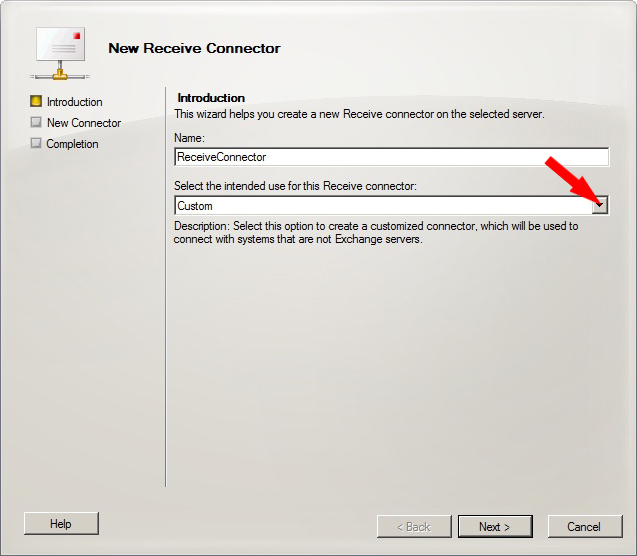 New Receive Connector
Introduction
New Connector
Completion
Introduction
This wizard helps you create a new Receive connector on the selected server.
Name:
ReceiveConnector
Select the intended use for this Receive connector:
Custom
Description: Select this option to create a customized connector, which will be used to
connect with systems that are not Exchange servers.
Help
< Back
Next >
Cancel